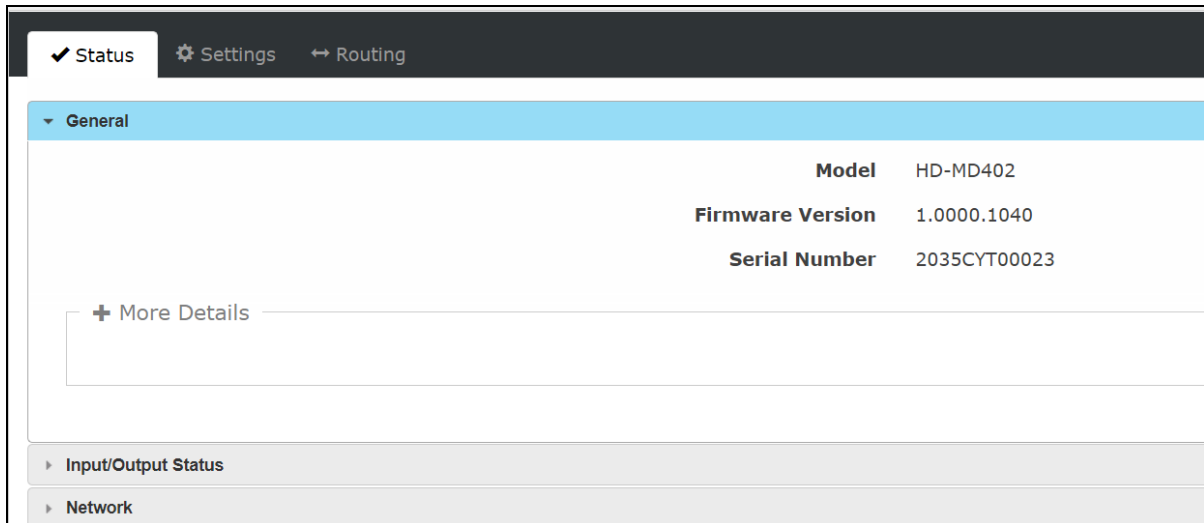 Status Settings Routing
General
Model HD-MD402
Firmware Version 1.0000.1040
Serial Number 2035CYT00023
More Details
Input/Output Status
Network